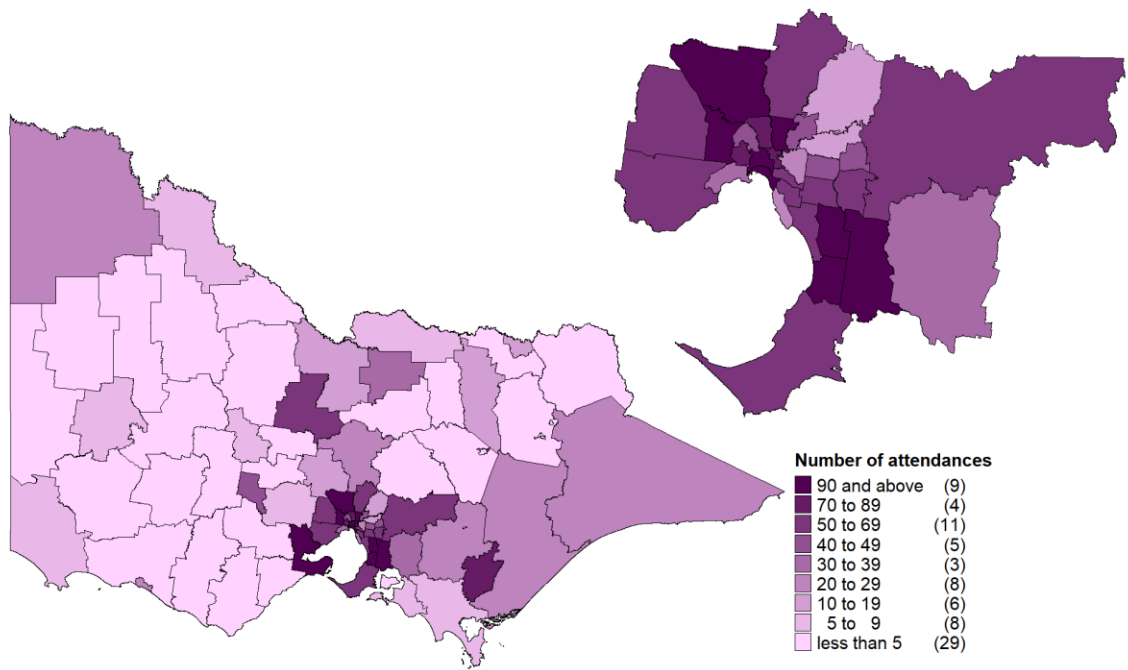 Number of attendances
90 and above (9)
70 to 89 (4)
50 to 69 (11)
40 to 49 (5)
30 to 39 (3)
20 to 29 (8)
10 to 19 (6)
5 to 9 (8)
less than 5 (29)